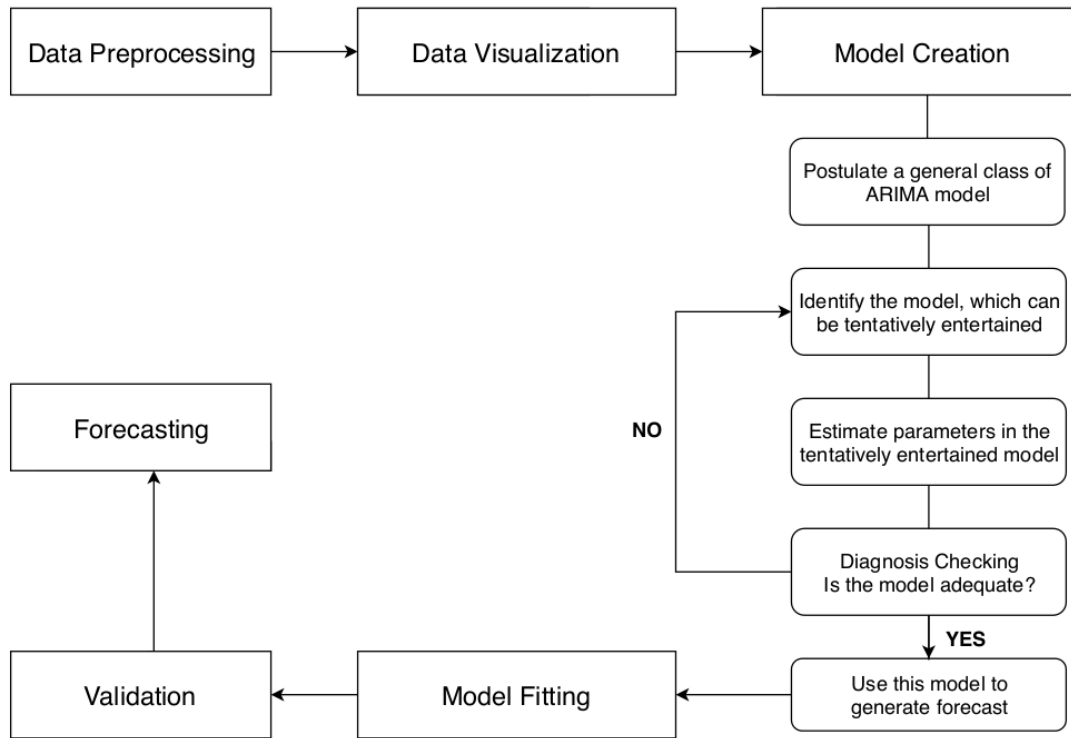 Data Preprocessing
Data Visualization
Model Creation
Postulate a general class of
ARIMA model
Identify the model, which can
be tentatively entertained
NO
Estimate parameters in the
tentatively entertained model
Diagnosis Checking
Is the model adequate?
YES
Use this model to
generate forecast
Model Fitting
Validation
Forecasting